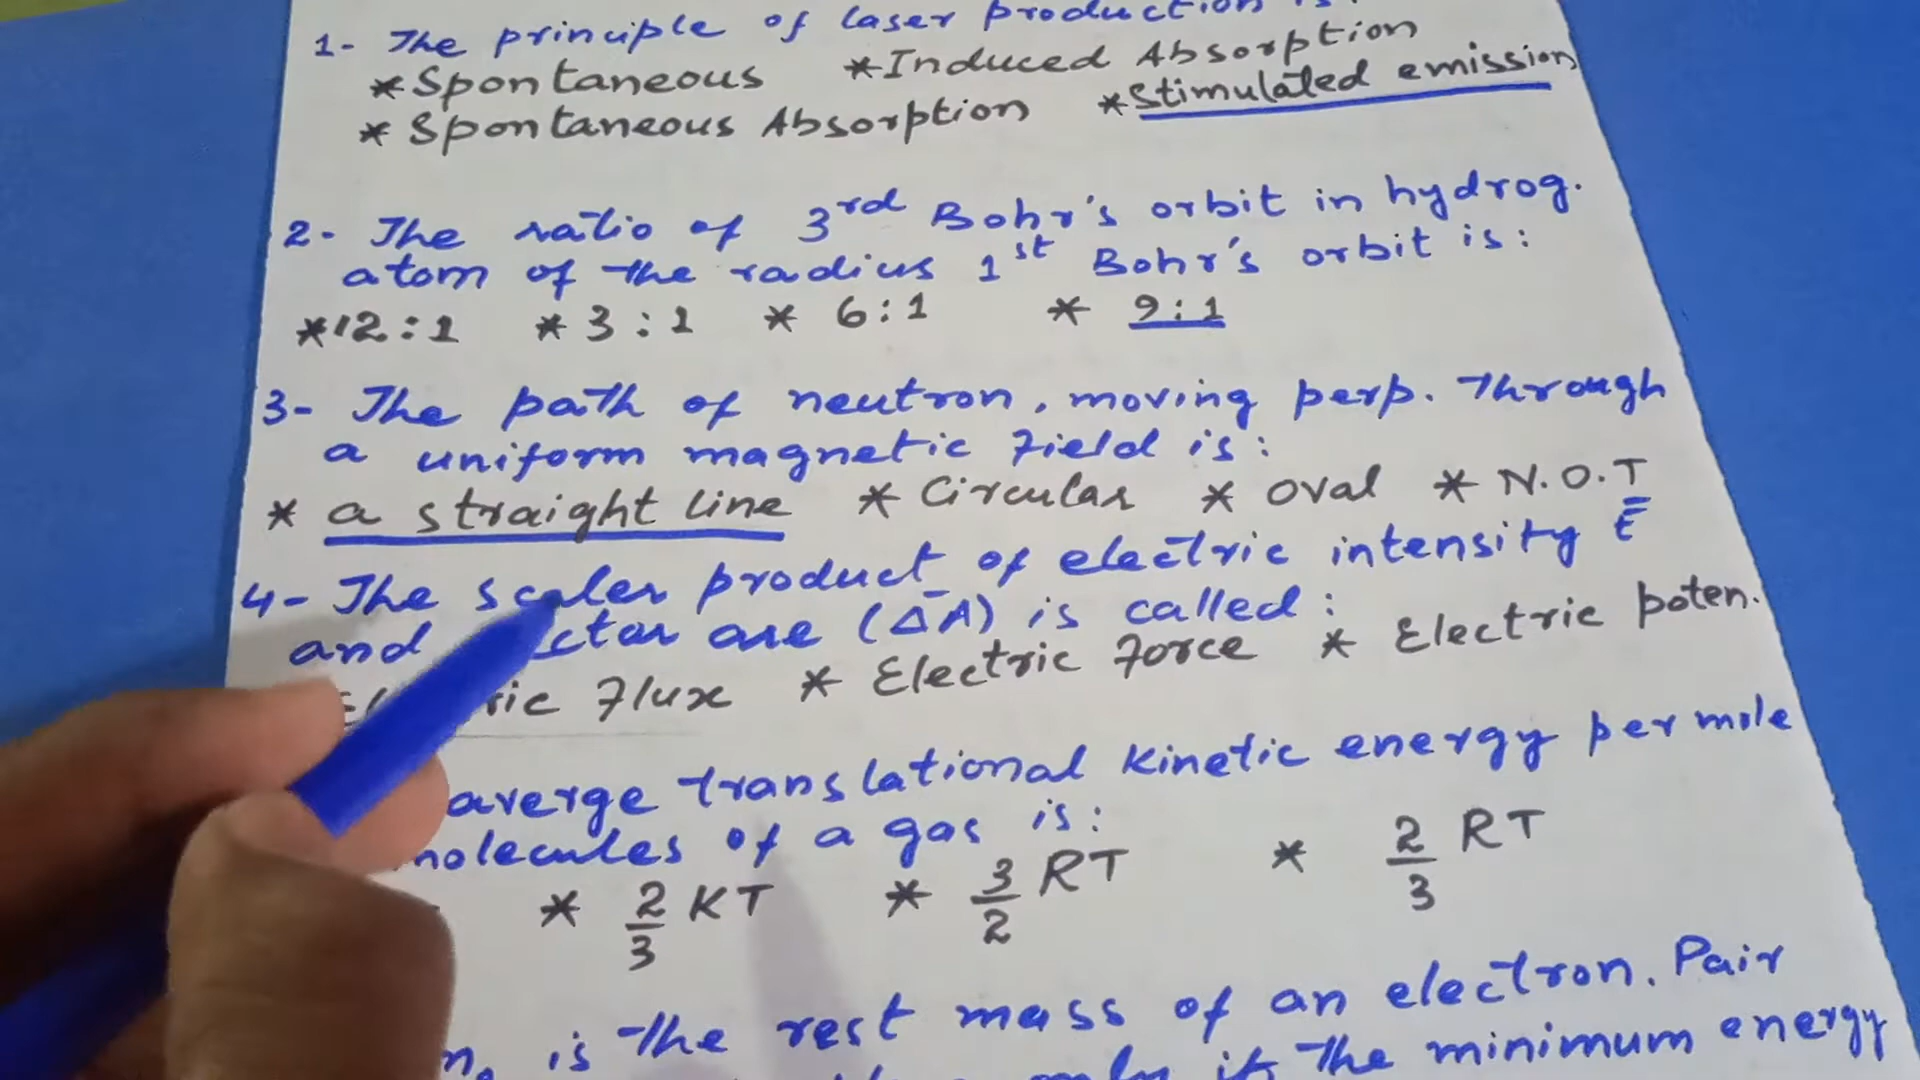 1- The principle of laser production is:
* Spontaneous * Induced Absorption
* Spontaneous Absorption * Stimulated emission
2- The ratio of 3rd Bohr's orbit in hydrog.
atom of the radius 1st Bohr's orbit is:
* 12:1 * 3:1 * 6:1 * 9:1
3- The path of neutron, moving perp. Through
a uniform magnetic field is:
* a straight line * Circular * Oval * N.O.T
4- The scaler product of electric intensity E̅
and are (ΔA̅) is called:
Flux * Electric Force * Electric poten.
averge translational kinetic energy per mole
molecules of a gas is:
* 2/3 KT * 3/2 RT * 2/3 RT
is the rest mass of an electron. Pair
the minimum energy